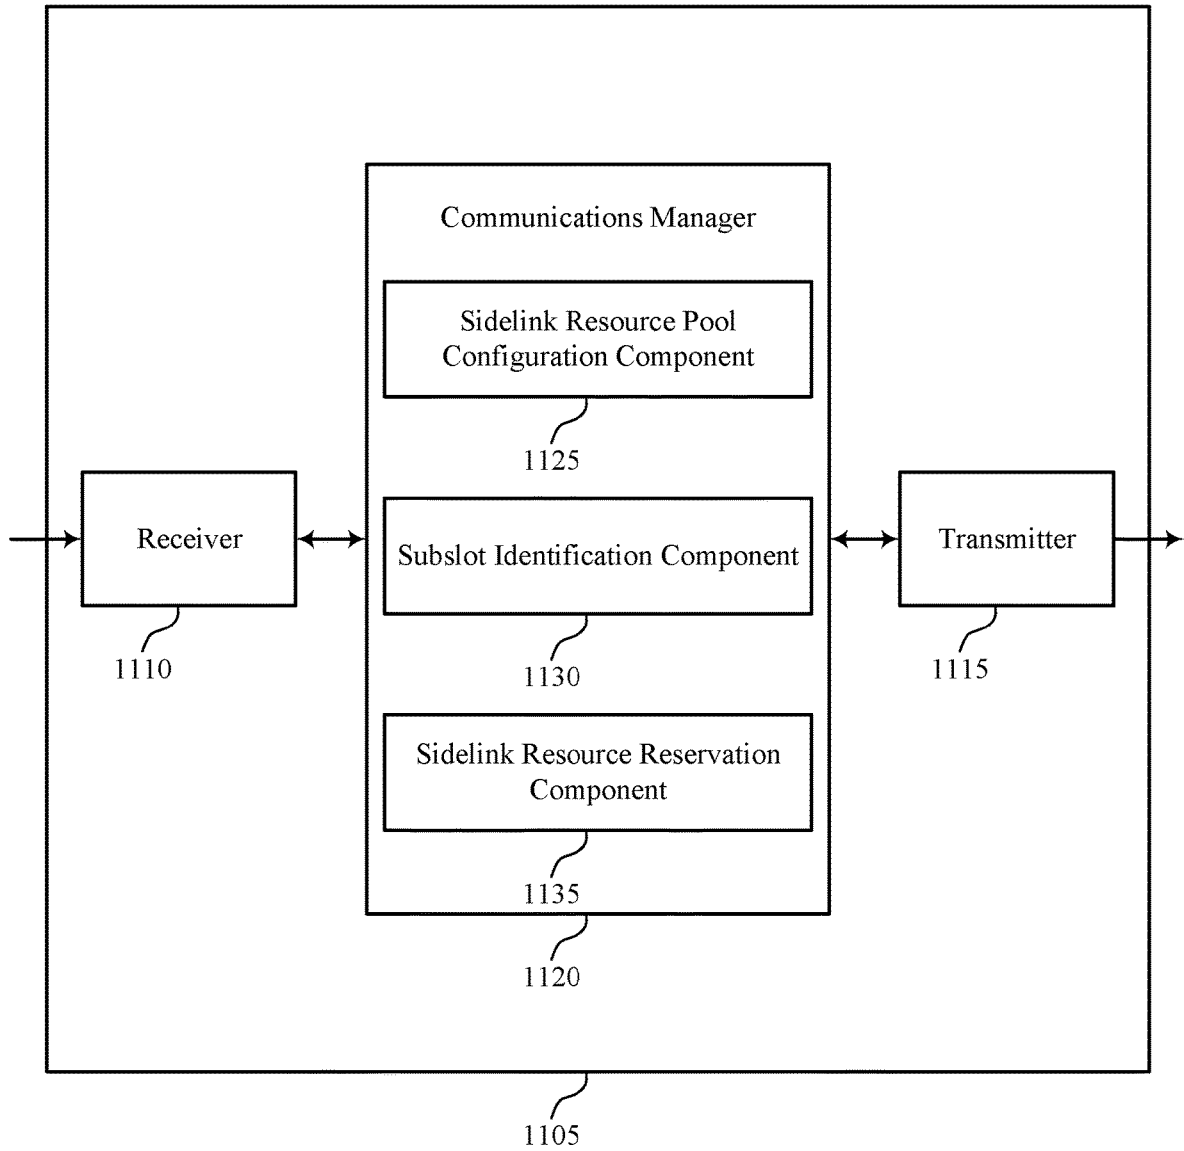 Communications Manager
Sidelink Resource Pool
Configuration Component
1125
Receiver
1110
Subslot Identification Component
1130
Transmitter
1115
Sidelink Resource Reservation
Component
1135
1120
1105